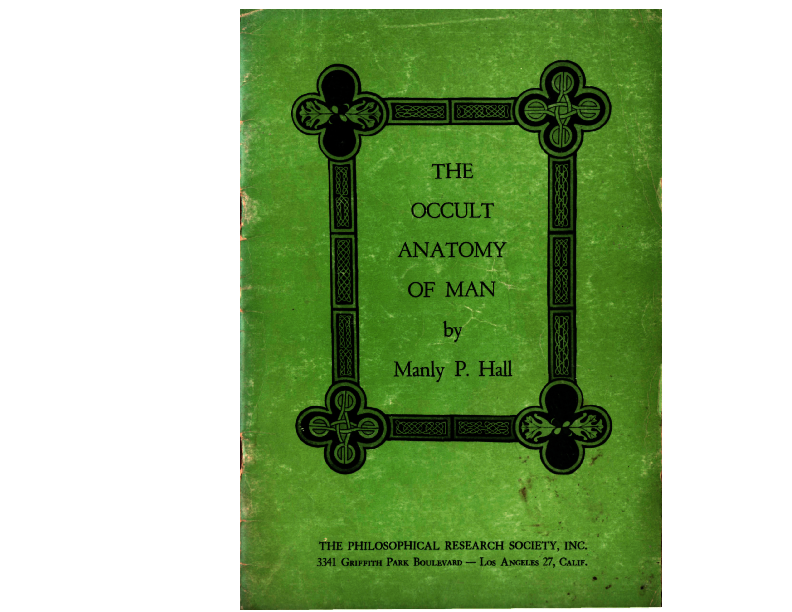 THE
OCCULT
ANATOMY
OF MAN
by
Manly P. Hall
THE PHILOSOPHICAL RESEARCH SOCIETY, INC.
3341 GRIFFITH PARK BOULEVARD — LOS ANGELES 27, CALIF.